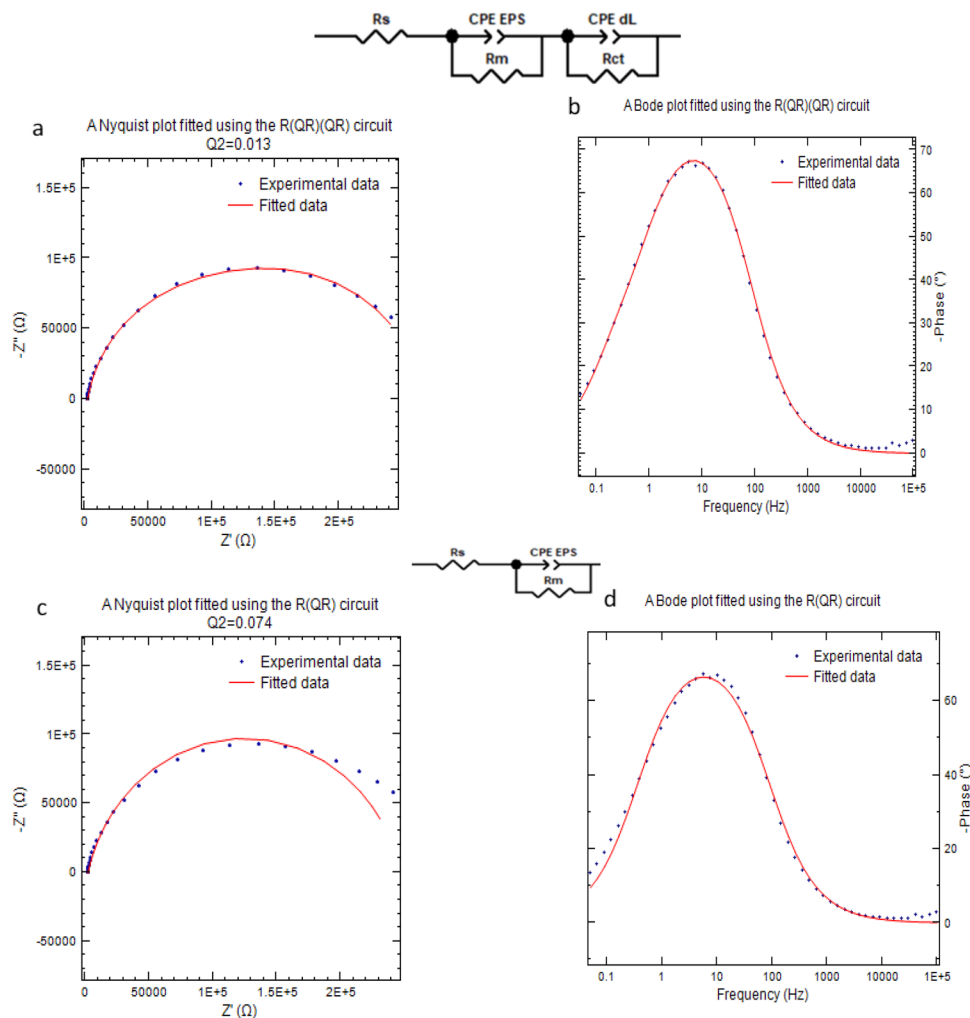 Rs
CPE EPS
CPE dL
Rm
Rct
a
A Nyquist plot fitted using the R(QR)(QR) circuit
Q2=0.013
1.5E+5
1E+5
50000
0
-50000
-Z'' (Ω)
Experimental data
Fitted data
0
50000
1E+5
1.5E+5
2E+5
Z' (Ω)
b
A Bode plot fitted using the R(QR)(QR) circuit
Experimental data
Fitted data
70
60
50
40
30
20
10
0
-Phase (°)
0.1
1
10
100
1000
10000
1E+5
Frequency (Hz)
Rs
CPE EPS
Rm
c
A Nyquist plot fitted using the R(QR) circuit
Q2=0.074
1.5E+5
1E+5
50000
0
-50000
-Z'' (Ω)
Experimental data
Fitted data
0
50000
1E+5
1.5E+5
2E+5
Z' (Ω)
d
A Bode plot fitted using the R(QR) circuit
Experimental data
Fitted data
60
40
20
0
-Phase (°)
0.1
1
10
100
1000
10000
1E+5
Frequency (Hz)